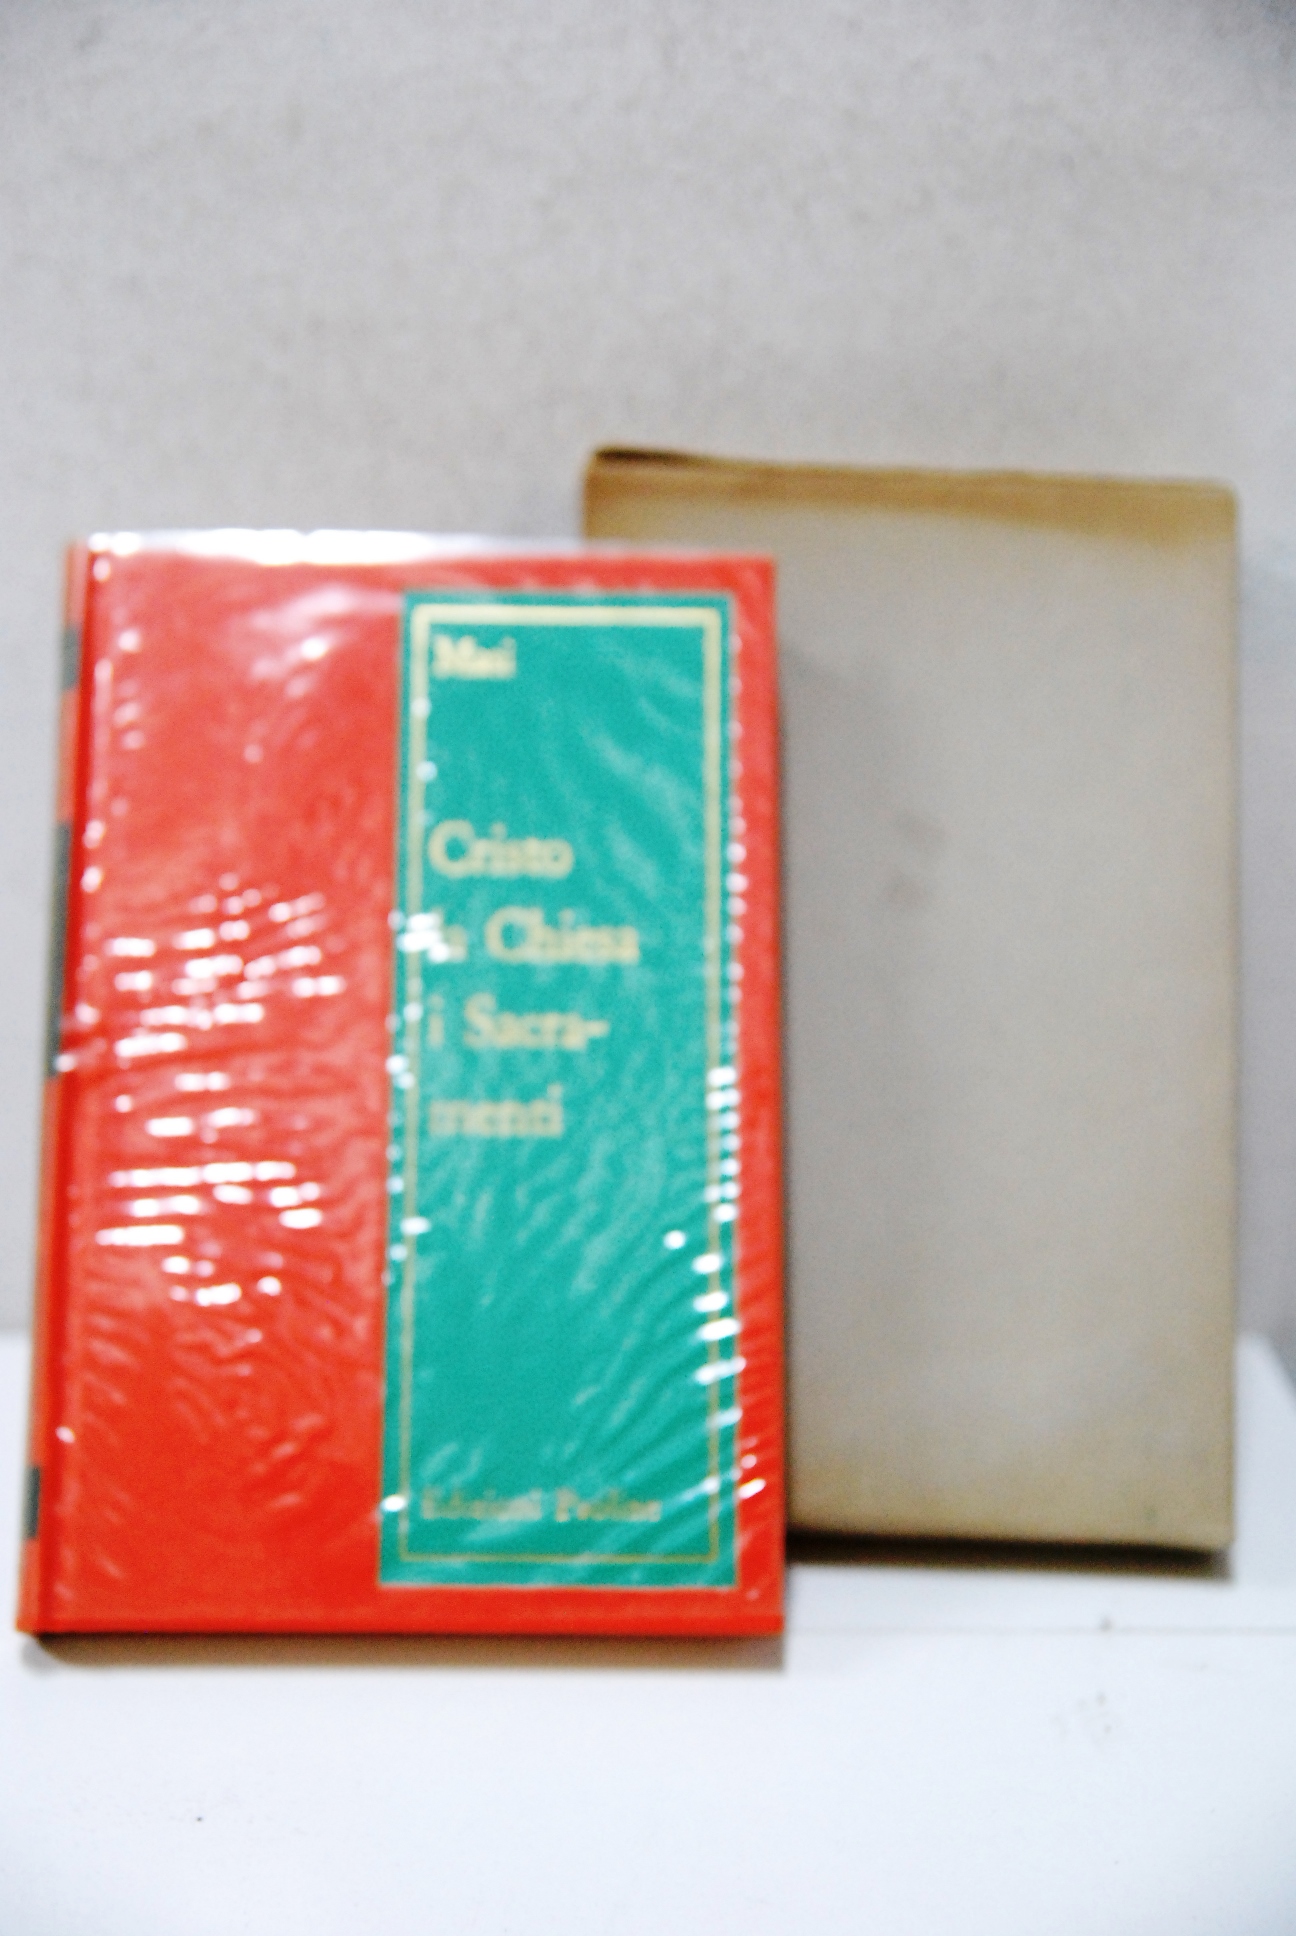 Masi
Cristo
la Chiesa
i Sacra-
menti
Edizioni Paoline